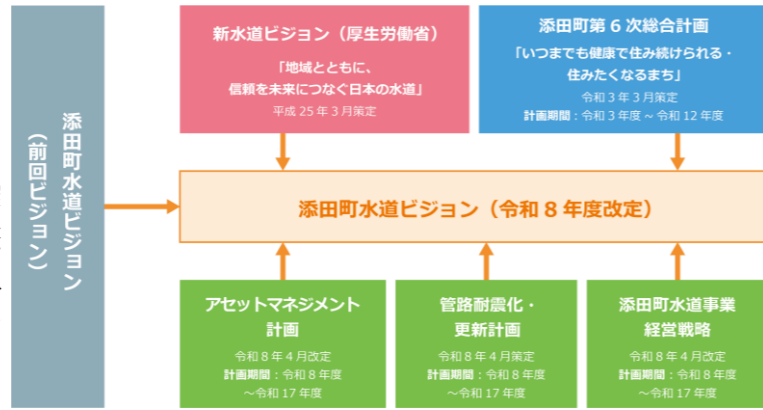 添田町水道ビジョン
（前回ビジョン）
新水道ビジョン（厚生労働省）
「地域とともに、
信頼を未来につなぐ日本の水道」
平成 25 年 3 月策定
添田町第 6 次総合計画
「いつまでも健康で住み続けられる・
住みたくなるまち」
令和 3 年 3 月策定
計画期間：令和 3 年度 ~ 令和 12 年度
添田町水道ビジョン（令和 8 年度改定）
アセットマネジメント
計画
令和 8 年 4 月改定
計画期間：令和 8 年度
～令和 17 年度
管路耐震化・
更新計画
令和 8 年 4 月策定
計画期間：令和 8 年度
～令和 17 年度
添田町水道事業
経営戦略
令和 8 年 4 月改定
計画期間：令和 8 年度
～令和 17 年度